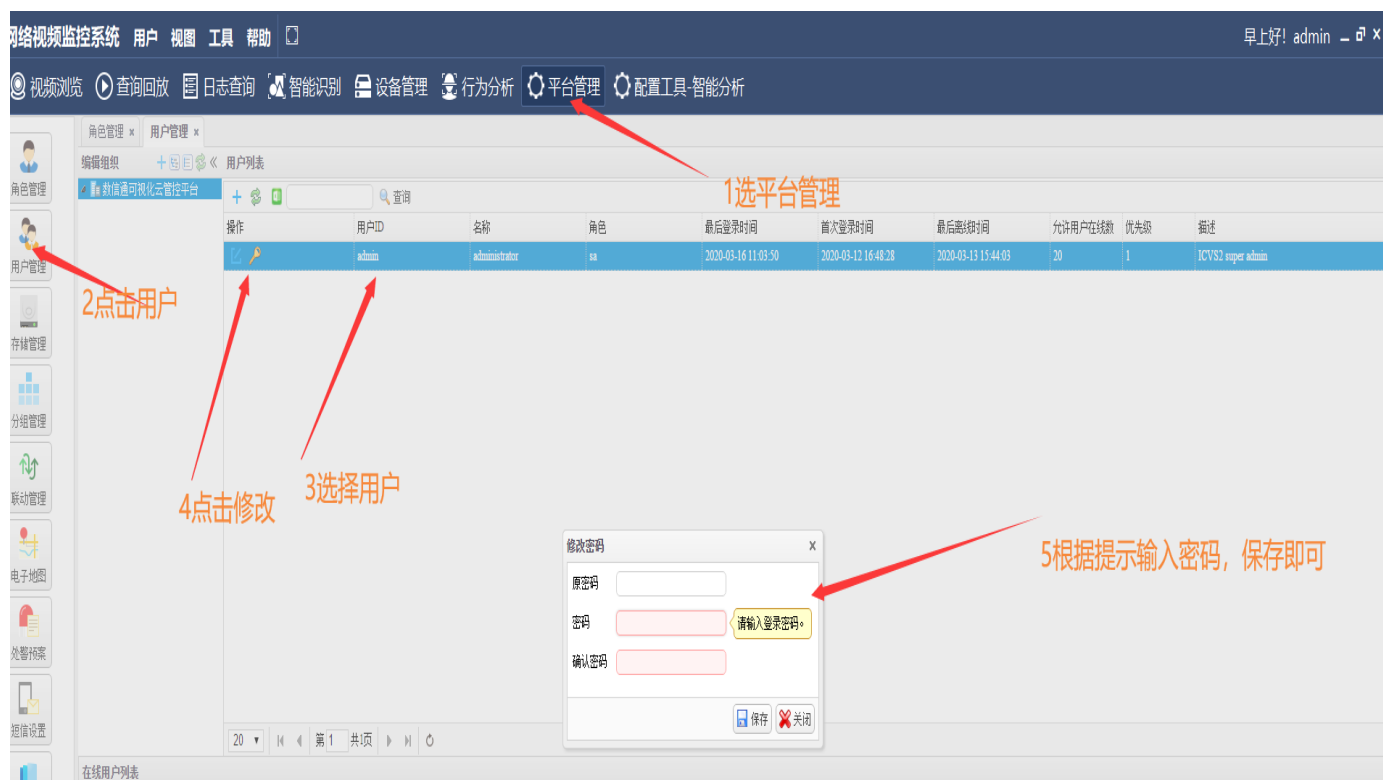 网络视频监控系统 用户 视图 工具 帮助 早上好! admin
视频浏览 查询回放 日志查询 智能识别 设备管理 行为分析 平台管理 配置工具-智能分析
角色管理 × 用户管理 ×
编辑组织 用户列表
角色管理
数信通可视化云管控平台
查询
1选平台管理
操作 用户ID 名称 角色 最后登录时间 首次登录时间 最后离线时间 允许用户在线数 优先级 描述
admin administrator sa 2020-03-16 11:03:50 2020-03-12 16:48:28 2020-03-13 15:44:03 20 1 ICVS2 super admin
用户管理
2点击用户
存储管理
分组管理
联动管理
3选择用户
4点击修改
修改密码 ×
5根据提示输入密码，保存即可
电子地图
原密码
密码 请输入登录密码。
处警预案
确认密码
短信设置
保存 关闭
20 第 1 共1页
在线用户列表